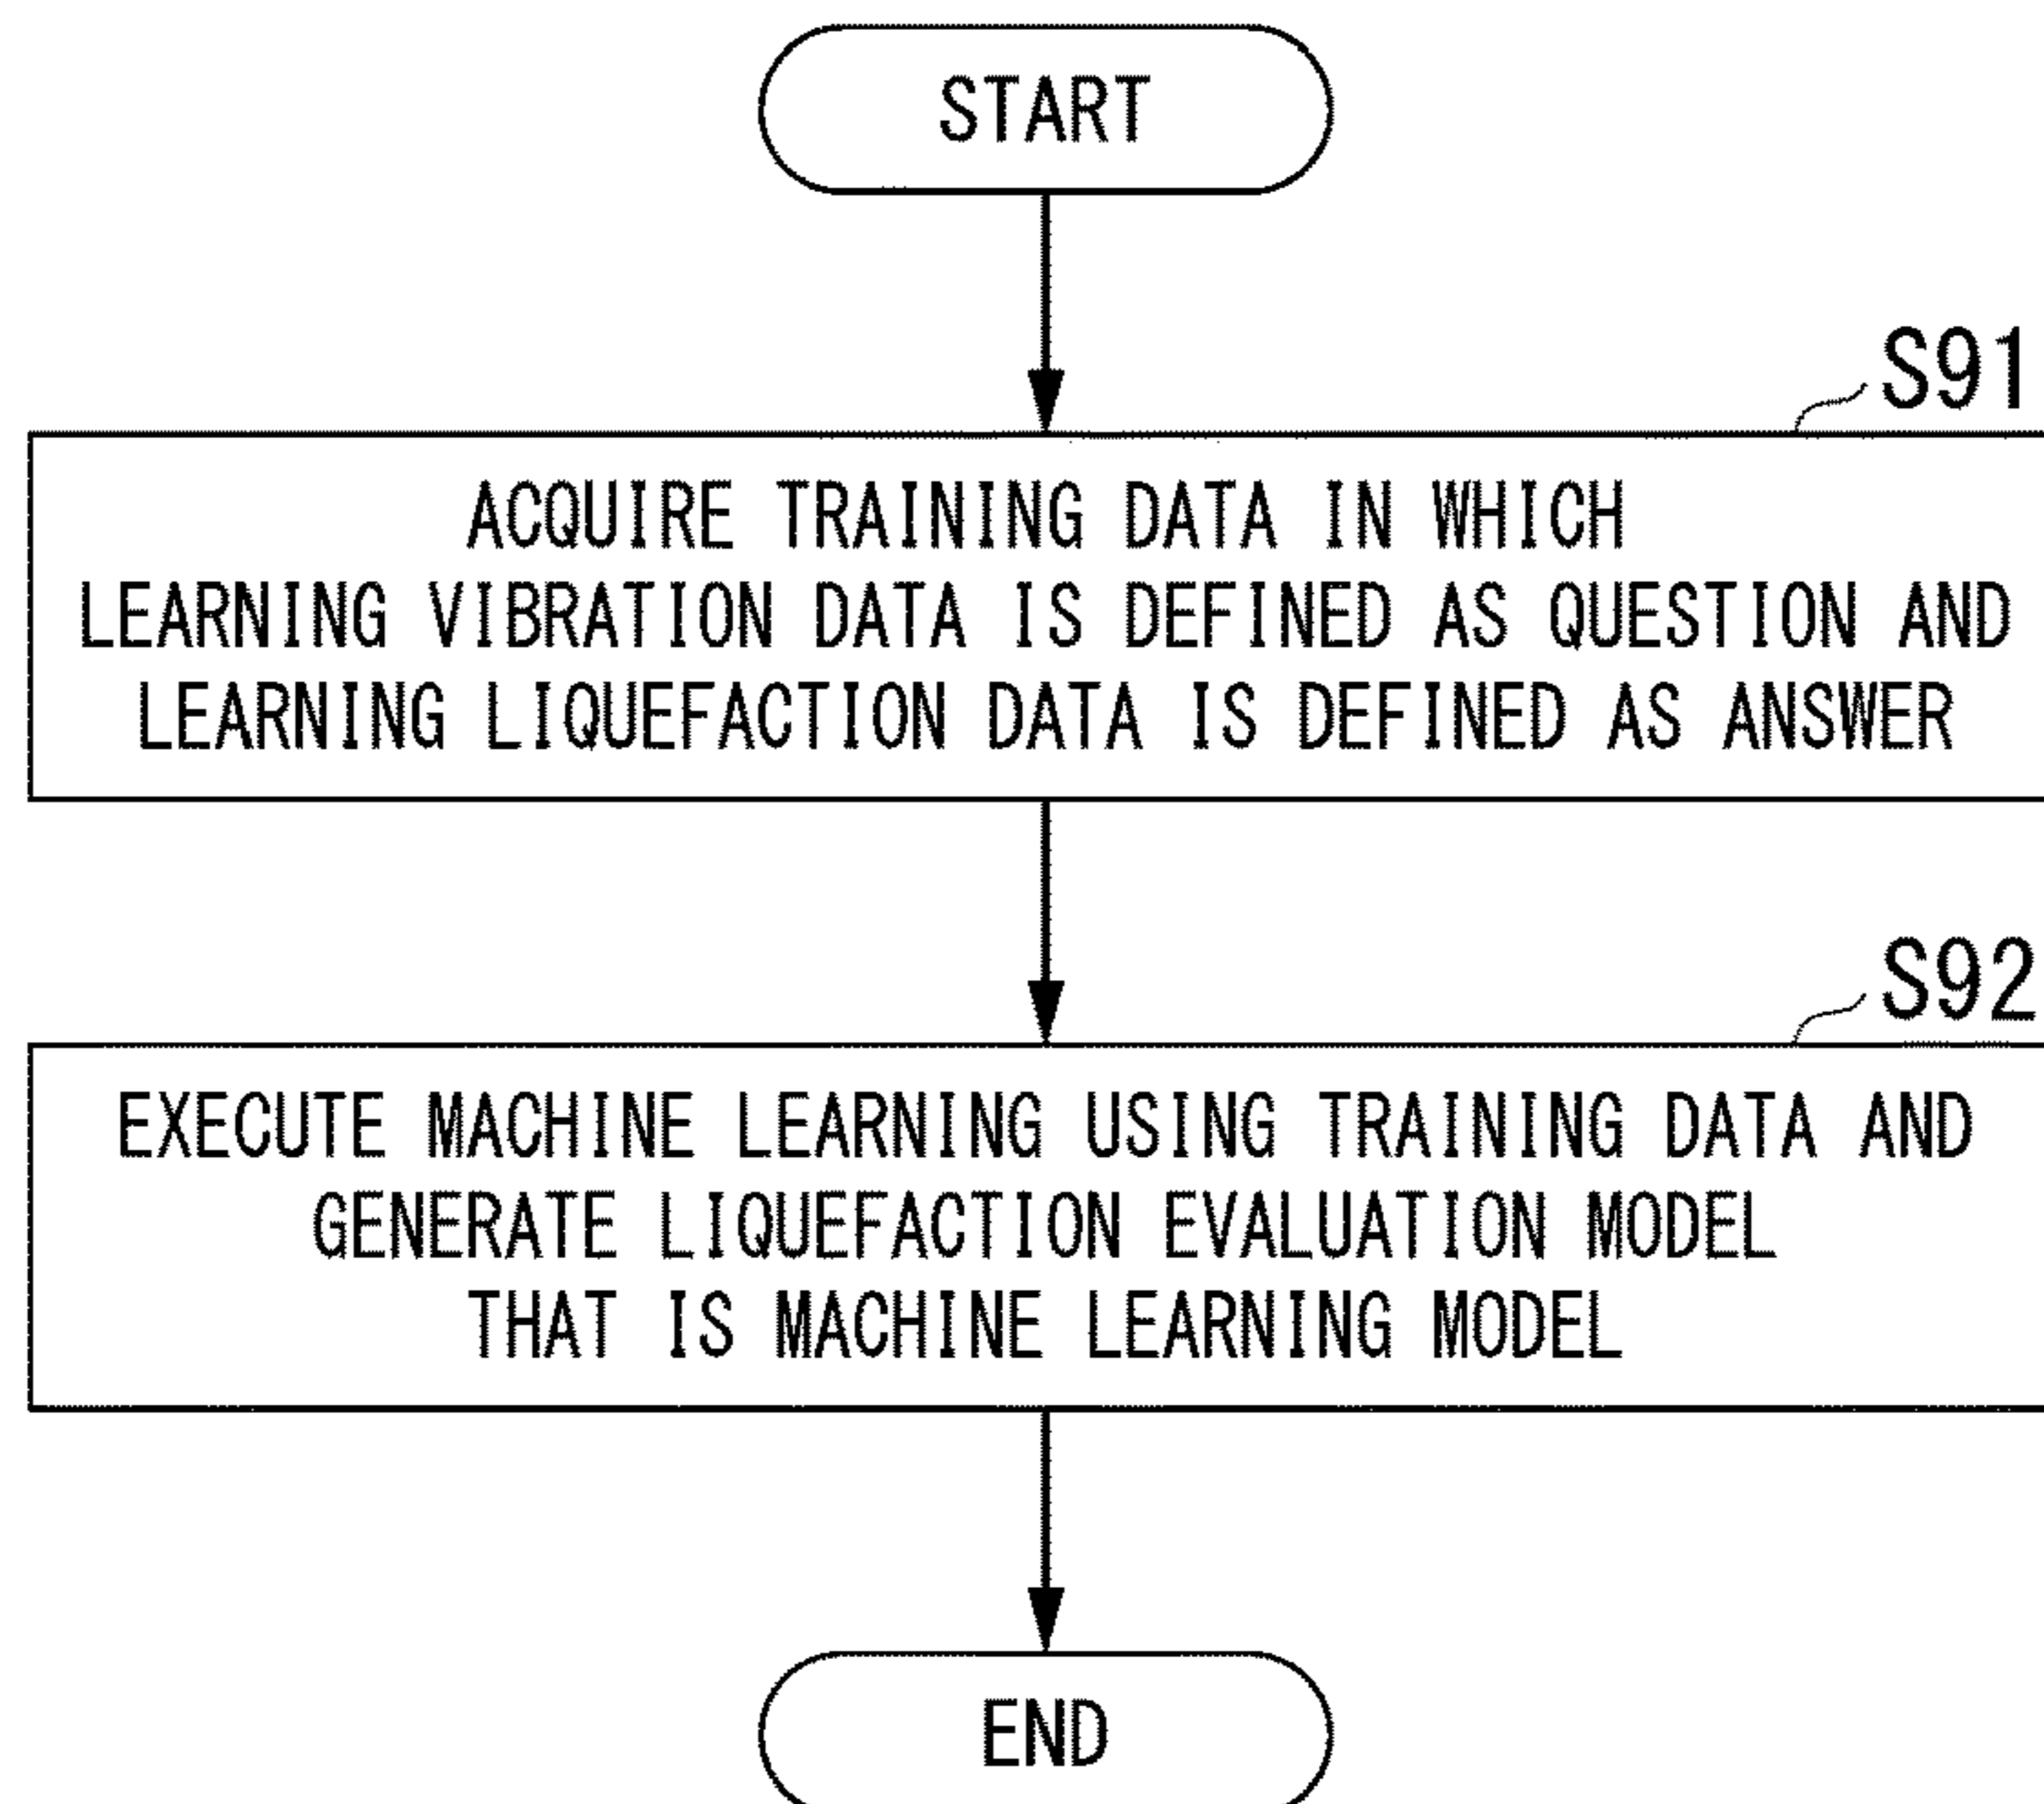 START
S91
ACQUIRE TRAINING DATA IN WHICH
LEARNING VIBRATION DATA IS DEFINED AS QUESTION AND
LEARNING LIQUEFACTION DATA IS DEFINED AS ANSWER
S92
EXECUTE MACHINE LEARNING USING TRAINING DATA AND
GENERATE LIQUEFACTION EVALUATION MODEL
THAT IS MACHINE LEARNING MODEL
END